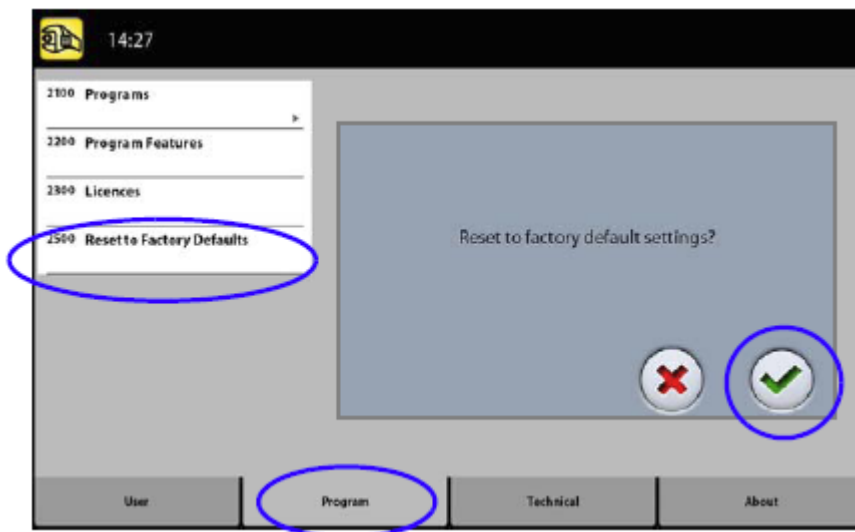 14:27
2100 Programs
2200 Program Features
2300 Licences
2500 Reset to Factory Defaults
Reset to factory default settings?
User Program Technical About